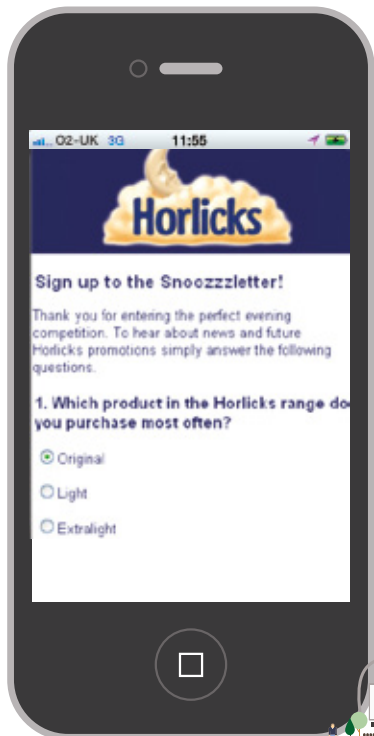 O2-UK 3G 11:55
Horlicks
Sign up to the Snoozzzletter!
Thank you for entering the perfect evening
competition. To hear about news and future
Horlicks promotions simply answer the following
questions.
1. Which product in the Horlicks range do
you purchase most often?
Original
Light
Extralight